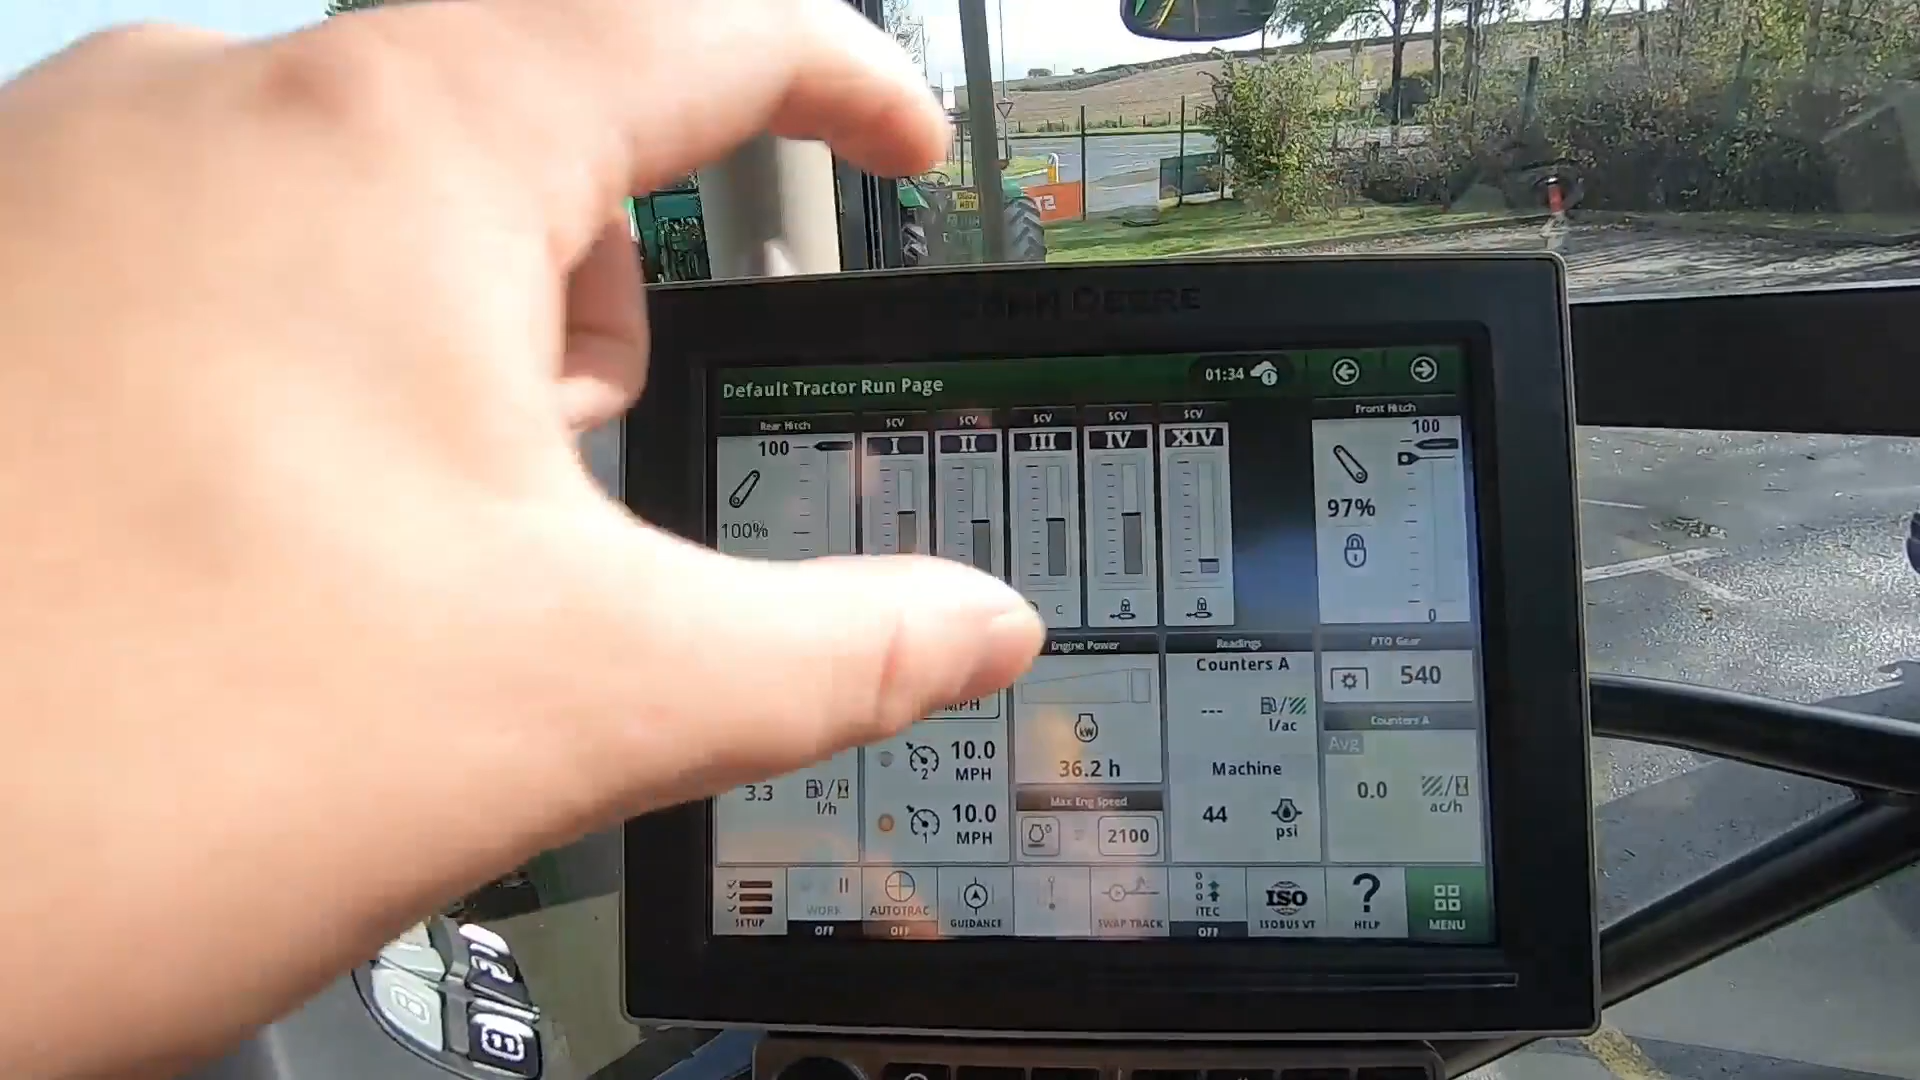 JOHN DEERE
Default Tractor Run Page
01:34
Rear Hitch
SCV
SCV
SCV
SCV
SCV
Front Hitch
100
I
II
III
IV
XIV
100
100%
97%
C
0
Engine Power
Readings
PTO Gear
Counters A
540
MPH
---
l/ac
Counters A
Avg
10.0
MPH
36.2 h
Machine
3.3
l/h
0.0
ac/h
Max Eng Speed
10.0
MPH
2100
44
psi
2
1
kW
SETUP
WORK
OFF
AUTOTRAC
OFF
GUIDANCE
SWAP TRACK
iTEC
OFF
ISO
ISOBUS VT
?
HELP
MENU